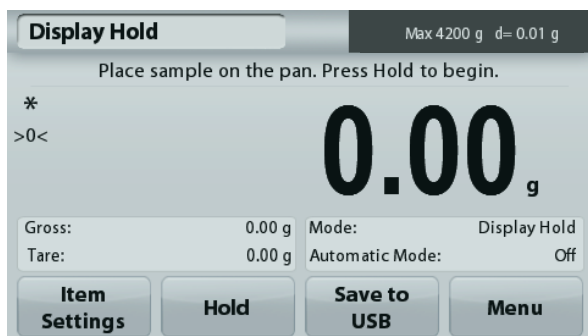 Display Hold
Max 4200 g d= 0.01 g
Place sample on the pan. Press Hold to begin.
*
>0<
0.00 g
Gross: 0.00 g
Tare: 0.00 g
Mode: Display Hold
Automatic Mode: Off
Item Settings
Hold
Save to USB
Menu